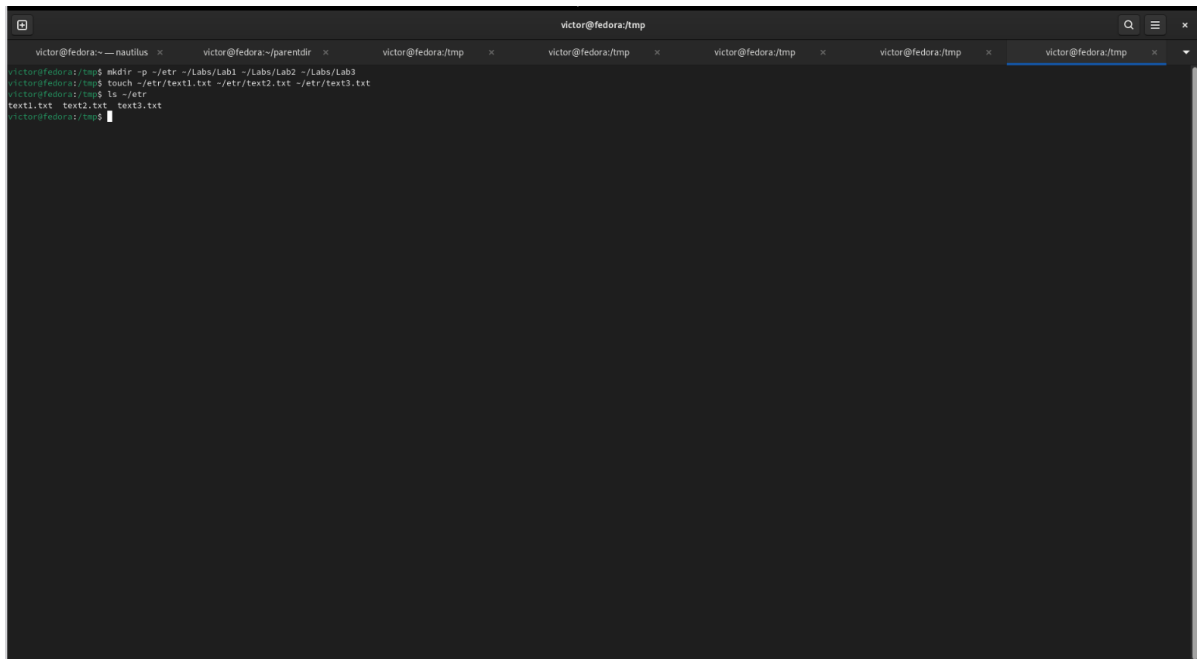 victor@fedora:/tmp
victor@fedora:~ — nautilus × victor@fedora:~/parentdir × victor@fedora:/tmp × victor@fedora:/tmp × victor@fedora:/tmp × victor@fedora:/tmp × victor@fedora:/tmp ×
victor@fedora:/tmp$ mkdir -p ~/etr ~/Labs/Lab1 ~/Labs/Lab2 ~/Labs/Lab3
victor@fedora:/tmp$ touch ~/etr/text1.txt ~/etr/text2.txt ~/etr/text3.txt
victor@fedora:/tmp$ ls ~/etr
text1.txt  text2.txt  text3.txt
victor@fedora:/tmp$